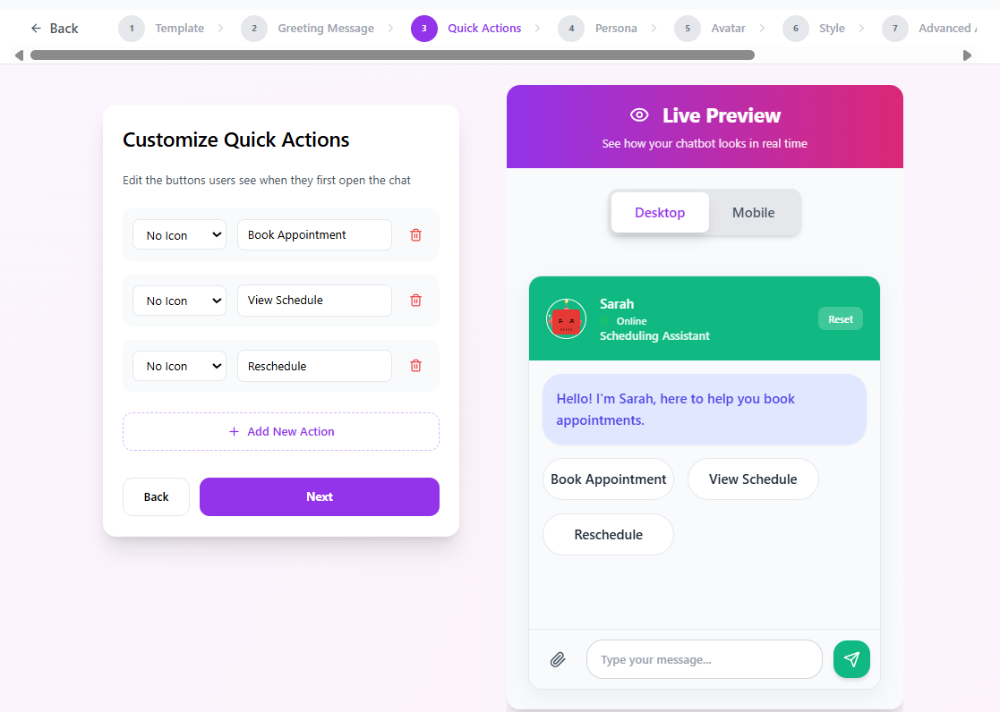 Back
1 Template
2 Greeting Message
3 Quick Actions
4 Persona
5 Avatar
6 Style
7 Advanced
Customize Quick Actions
Edit the buttons users see when they first open the chat
No Icon Book Appointment
No Icon View Schedule
No Icon Reschedule
+ Add New Action
Back Next
Live Preview
See how your chatbot looks in real time
Desktop Mobile
Sarah
Online
Scheduling Assistant
Reset
Hello! I'm Sarah, here to help you book
appointments.
Book Appointment View Schedule
Reschedule
Type your message...